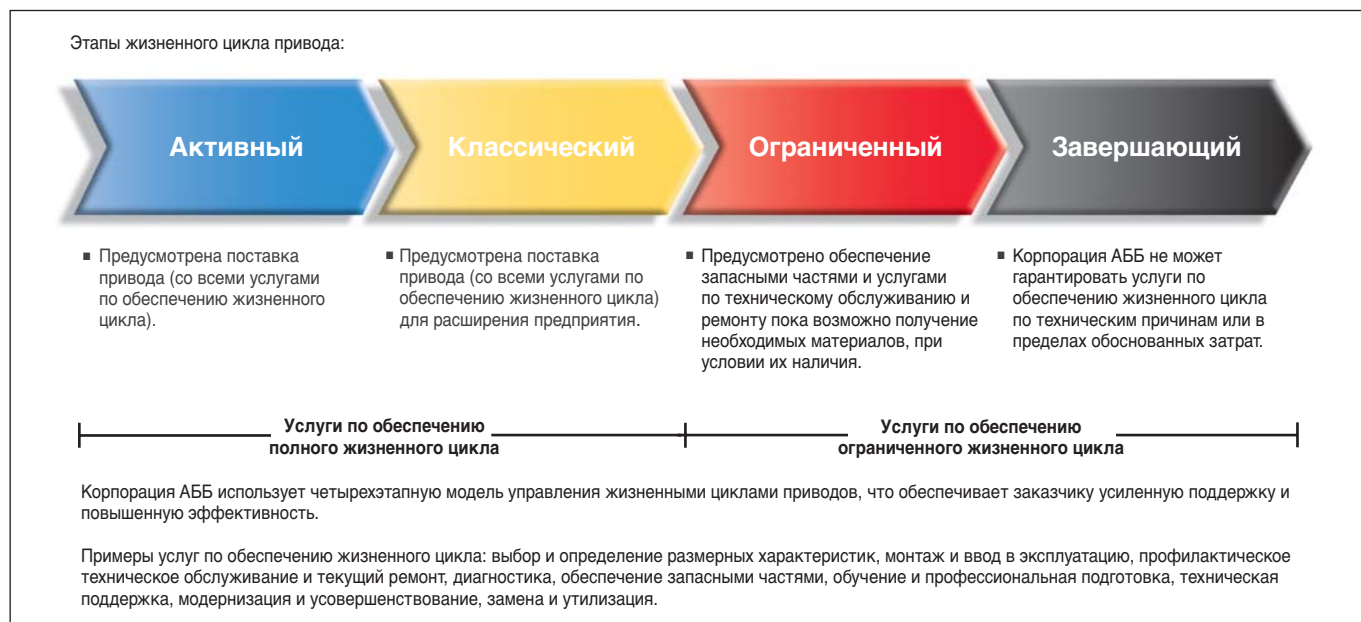 Этапы жизненного цикла привода:
Активный
Классический
Ограниченный
Завершающий
■ Предусмотрена поставка
привода (со всеми услугами
по обеспечению жизненного
цикла).
■ Предусмотрена поставка
привода (со всеми услугами по
обеспечению жизненного цикла)
для расширения предприятия.
■ Предусмотрено обеспечение
запасными частями и услугами
по техническому обслуживанию и
ремонту пока возможно получение
необходимых материалов, при
условии их наличия.
■ Корпорация АББ не может
гарантировать услуги по
обеспечению жизненного цикла
по техническим причинам или в
пределах обоснованных затрат.
Услуги по обеспечению
полного жизненного цикла
Услуги по обеспечению
ограниченного жизненного цикла
Корпорация АББ использует четырехэтапную модель управления жизненными циклами приводов, что обеспечивает заказчику усиленную поддержку и
повышенную эффективность.
Примеры услуг по обеспечению жизненного цикла: выбор и определение размерных характеристик, монтаж и ввод в эксплуатацию, профилактическое
техническое обслуживание и текущий ремонт, диагностика, обеспечение запасными частями, обучение и профессиональная подготовка, техническая
поддержка, модернизация и усовершенствование, замена и утилизация.